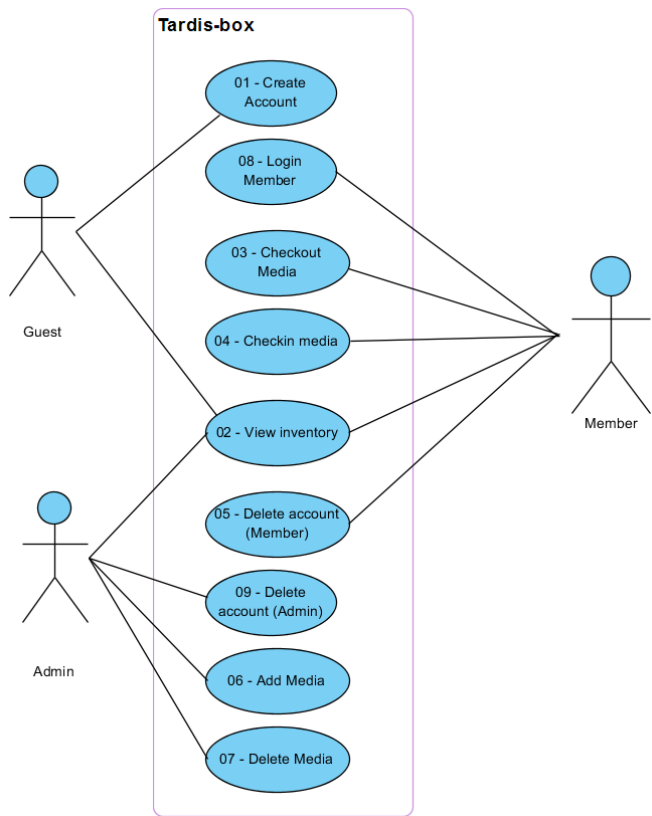 Tardis-box
01 - Create
Account
08 - Login
Member
03 - Checkout
Media
04 - Checkin media
Guest
Member
02 - View inventory
05 - Delete account
(Member)
09 - Delete
account (Admin)
Admin
06 - Add Media
07 - Delete Media